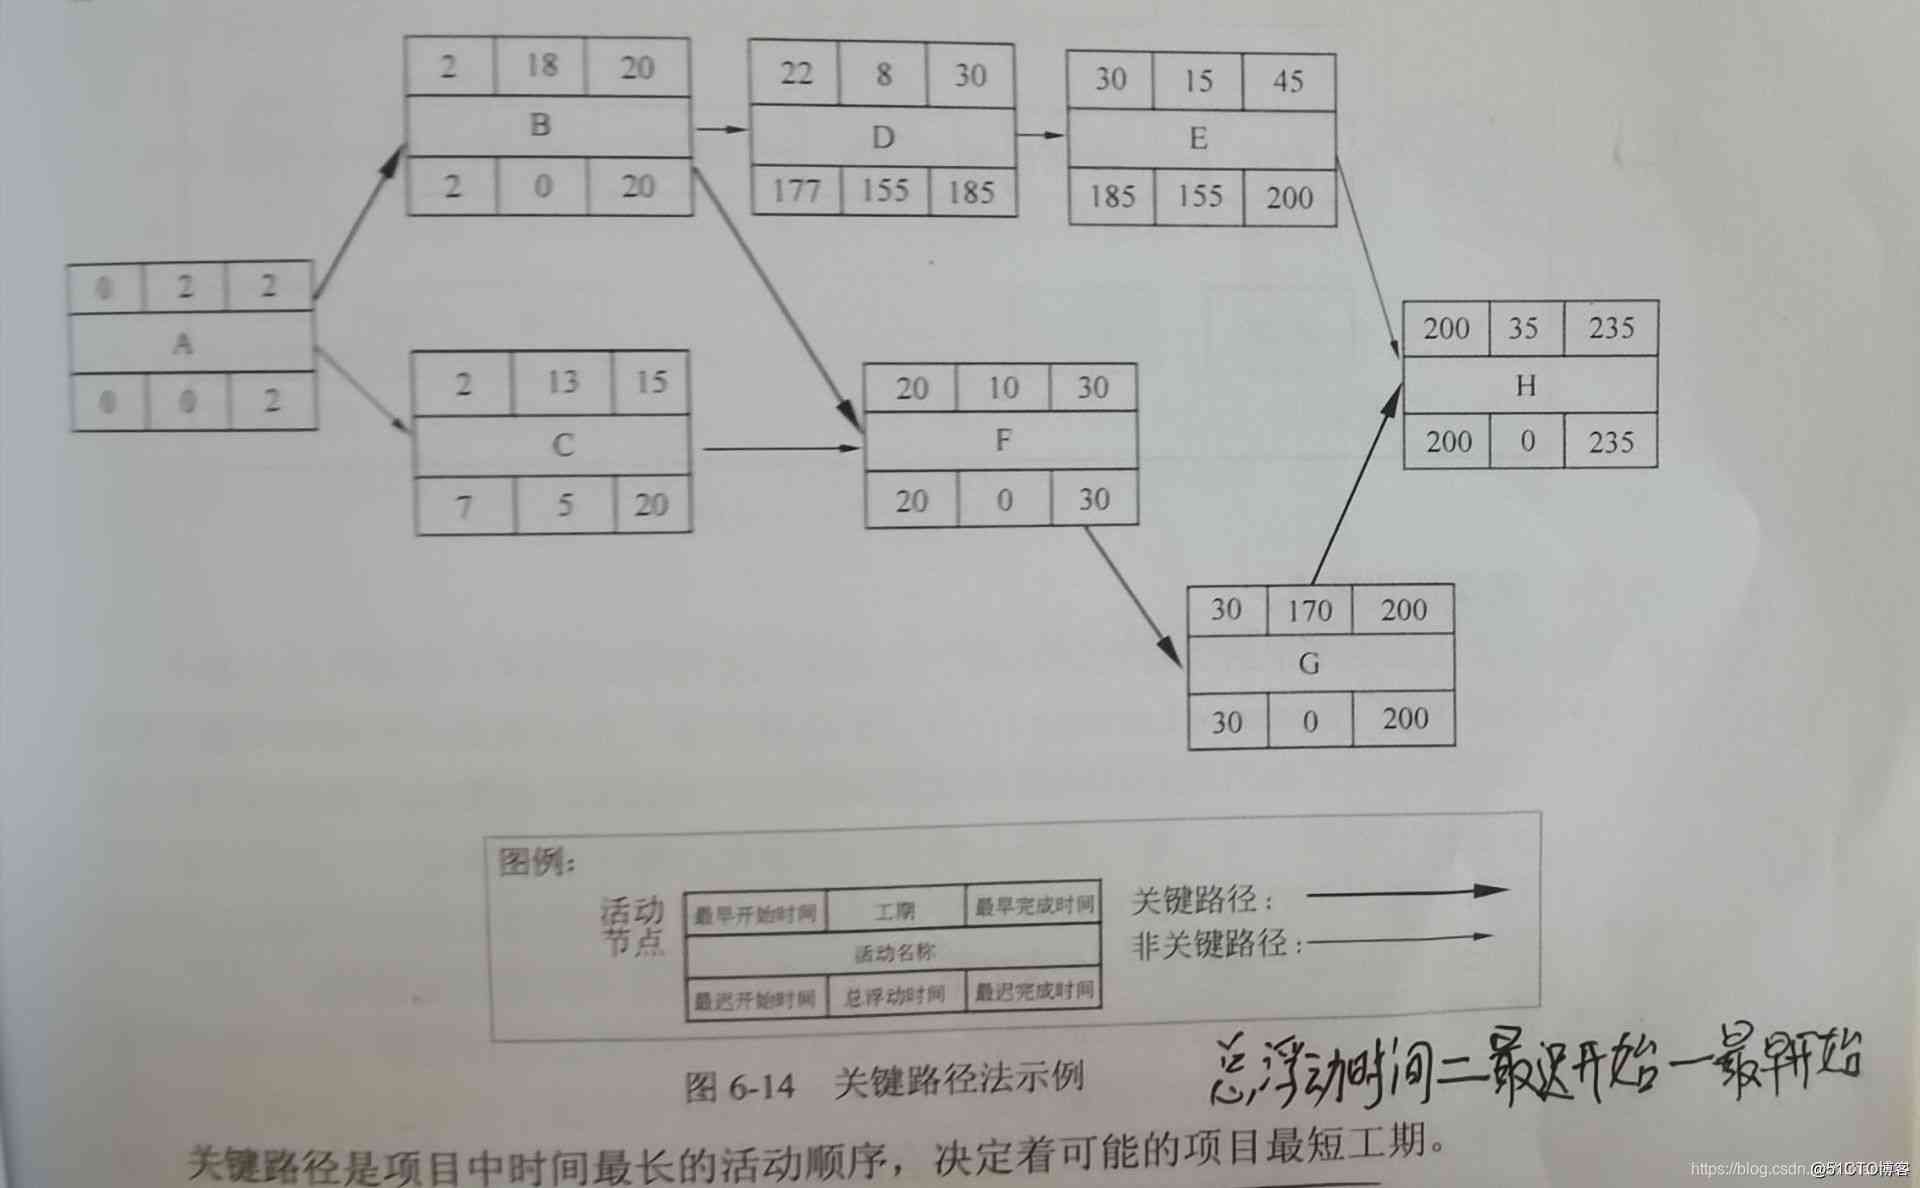 2 18 20
B
2 0 20
22 8 30
D
177 155 185
30 15 45
E
185 155 200
0 2 2
A
0 0 2
2 13 15
C
7 5 20
20 10 30
F
20 0 30
200 35 235
H
200 0 235
30 170 200
G
30 0 200
图例：
活动
节点
最早开始时间 工期 最早完成时间
活动名称
最迟开始时间 总浮动时间 最迟完成时间
关键路径：
非关键路径：
图 6-14 关键路径法示例
总浮动时间=最迟开始-最早开始
关键路径是项目中时间最长的活动顺序，决定着可能的项目最短工期。
https://blog.csdn. @51CTO博客